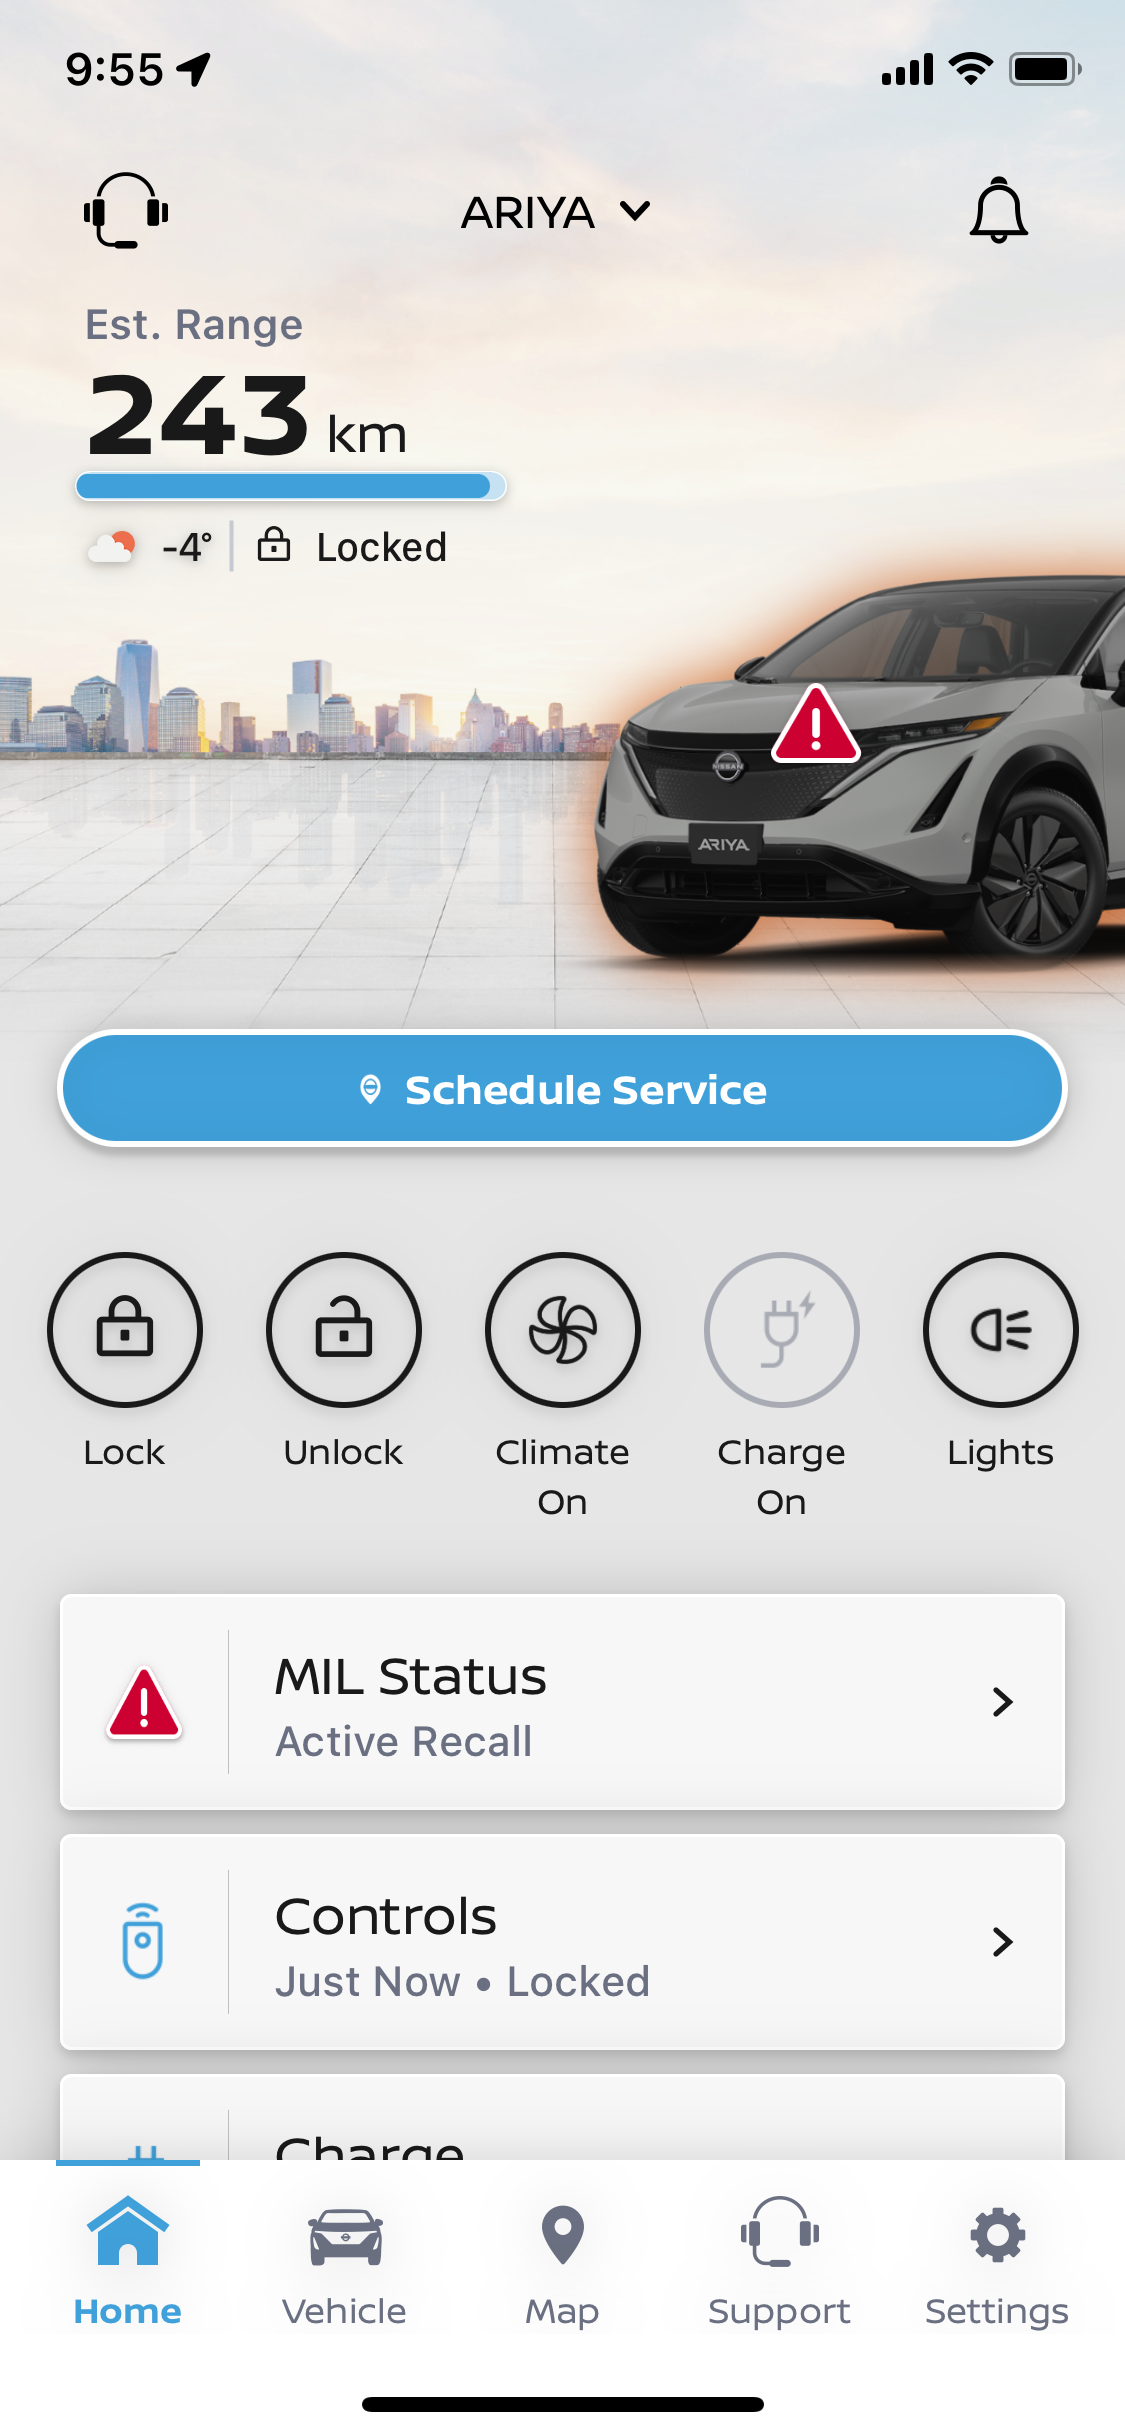 9:55
ARIYA
Est. Range
243 km
-4° Locked
NISSAN
ARIYA
Schedule Service
Lock Unlock Climate On Charge On Lights
MIL Status
Active Recall
Controls
Just Now • Locked
Charge
Home Vehicle Map Support Settings